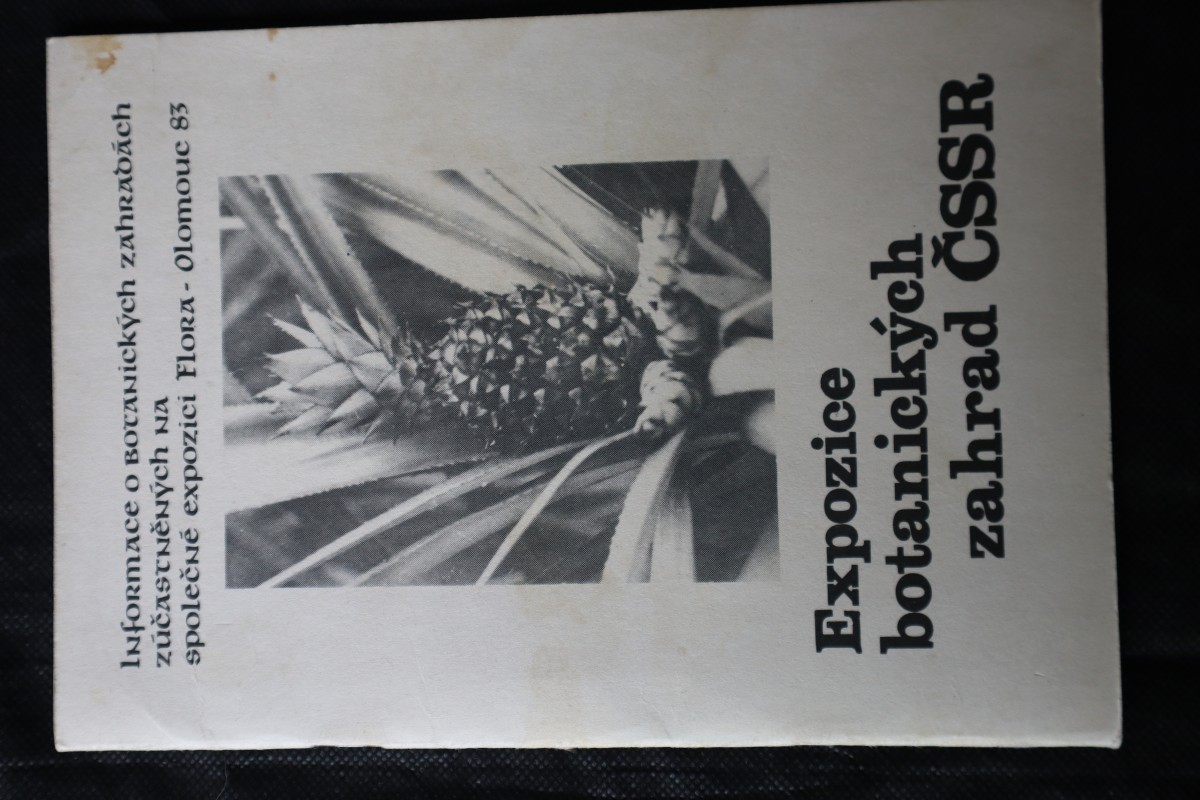 Informace o botanických zahradách
zúčastněných na
společné expozici Flora - Olomouc 83
Expozice
botanických
zahrad ČSSR